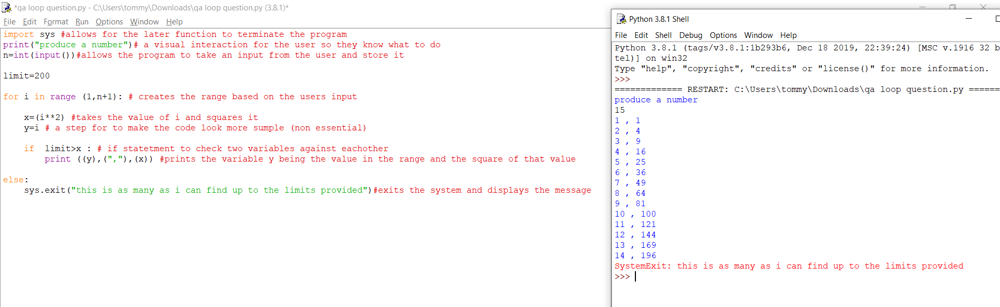 *qa loop question.py - C:\Users\tommy\Downloads\qa loop question.py (3.8.1)*
File Edit Format Run Options Window Help
import sys #allows for the later function to terminate the program
print("produce a number")# a visual interaction for the user so they know what to do
n=int(input())#allows the program to take an input from the user and store it
limit=200
for i in range (1,n+1): # creates the range based on the users input
    x=(i**2) #takes the value of i and squares it
    y=i # a step for to make the code look more sumple (non essential)
    if  limit>x : # if statetment to check two variables against eachother
        print ((y),(","),(x)) #prints the variable y being the value in the range and the square of that value
else:
    sys.exit("this is as many as i can find up to the limits provided")#exits the system and displays the message
Python 3.8.1 Shell
File Edit Shell Debug Options Window Help
Python 3.8.1 (tags/v3.8.1:1b293b6, Dec 18 2019, 22:39:24) [MSC v.1916 32 b
tel)] on win32
Type "help", "copyright", "credits" or "license()" for more information.
>>>
============= RESTART: C:\Users\tommy\Downloads\qa loop question.py ======
produce a number
15
1 , 1
2 , 4
3 , 9
4 , 16
5 , 25
6 , 36
7 , 49
8 , 64
9 , 81
10 , 100
11 , 121
12 , 144
13 , 169
14 , 196
SystemExit: this is as many as i can find up to the limits provided
>>>